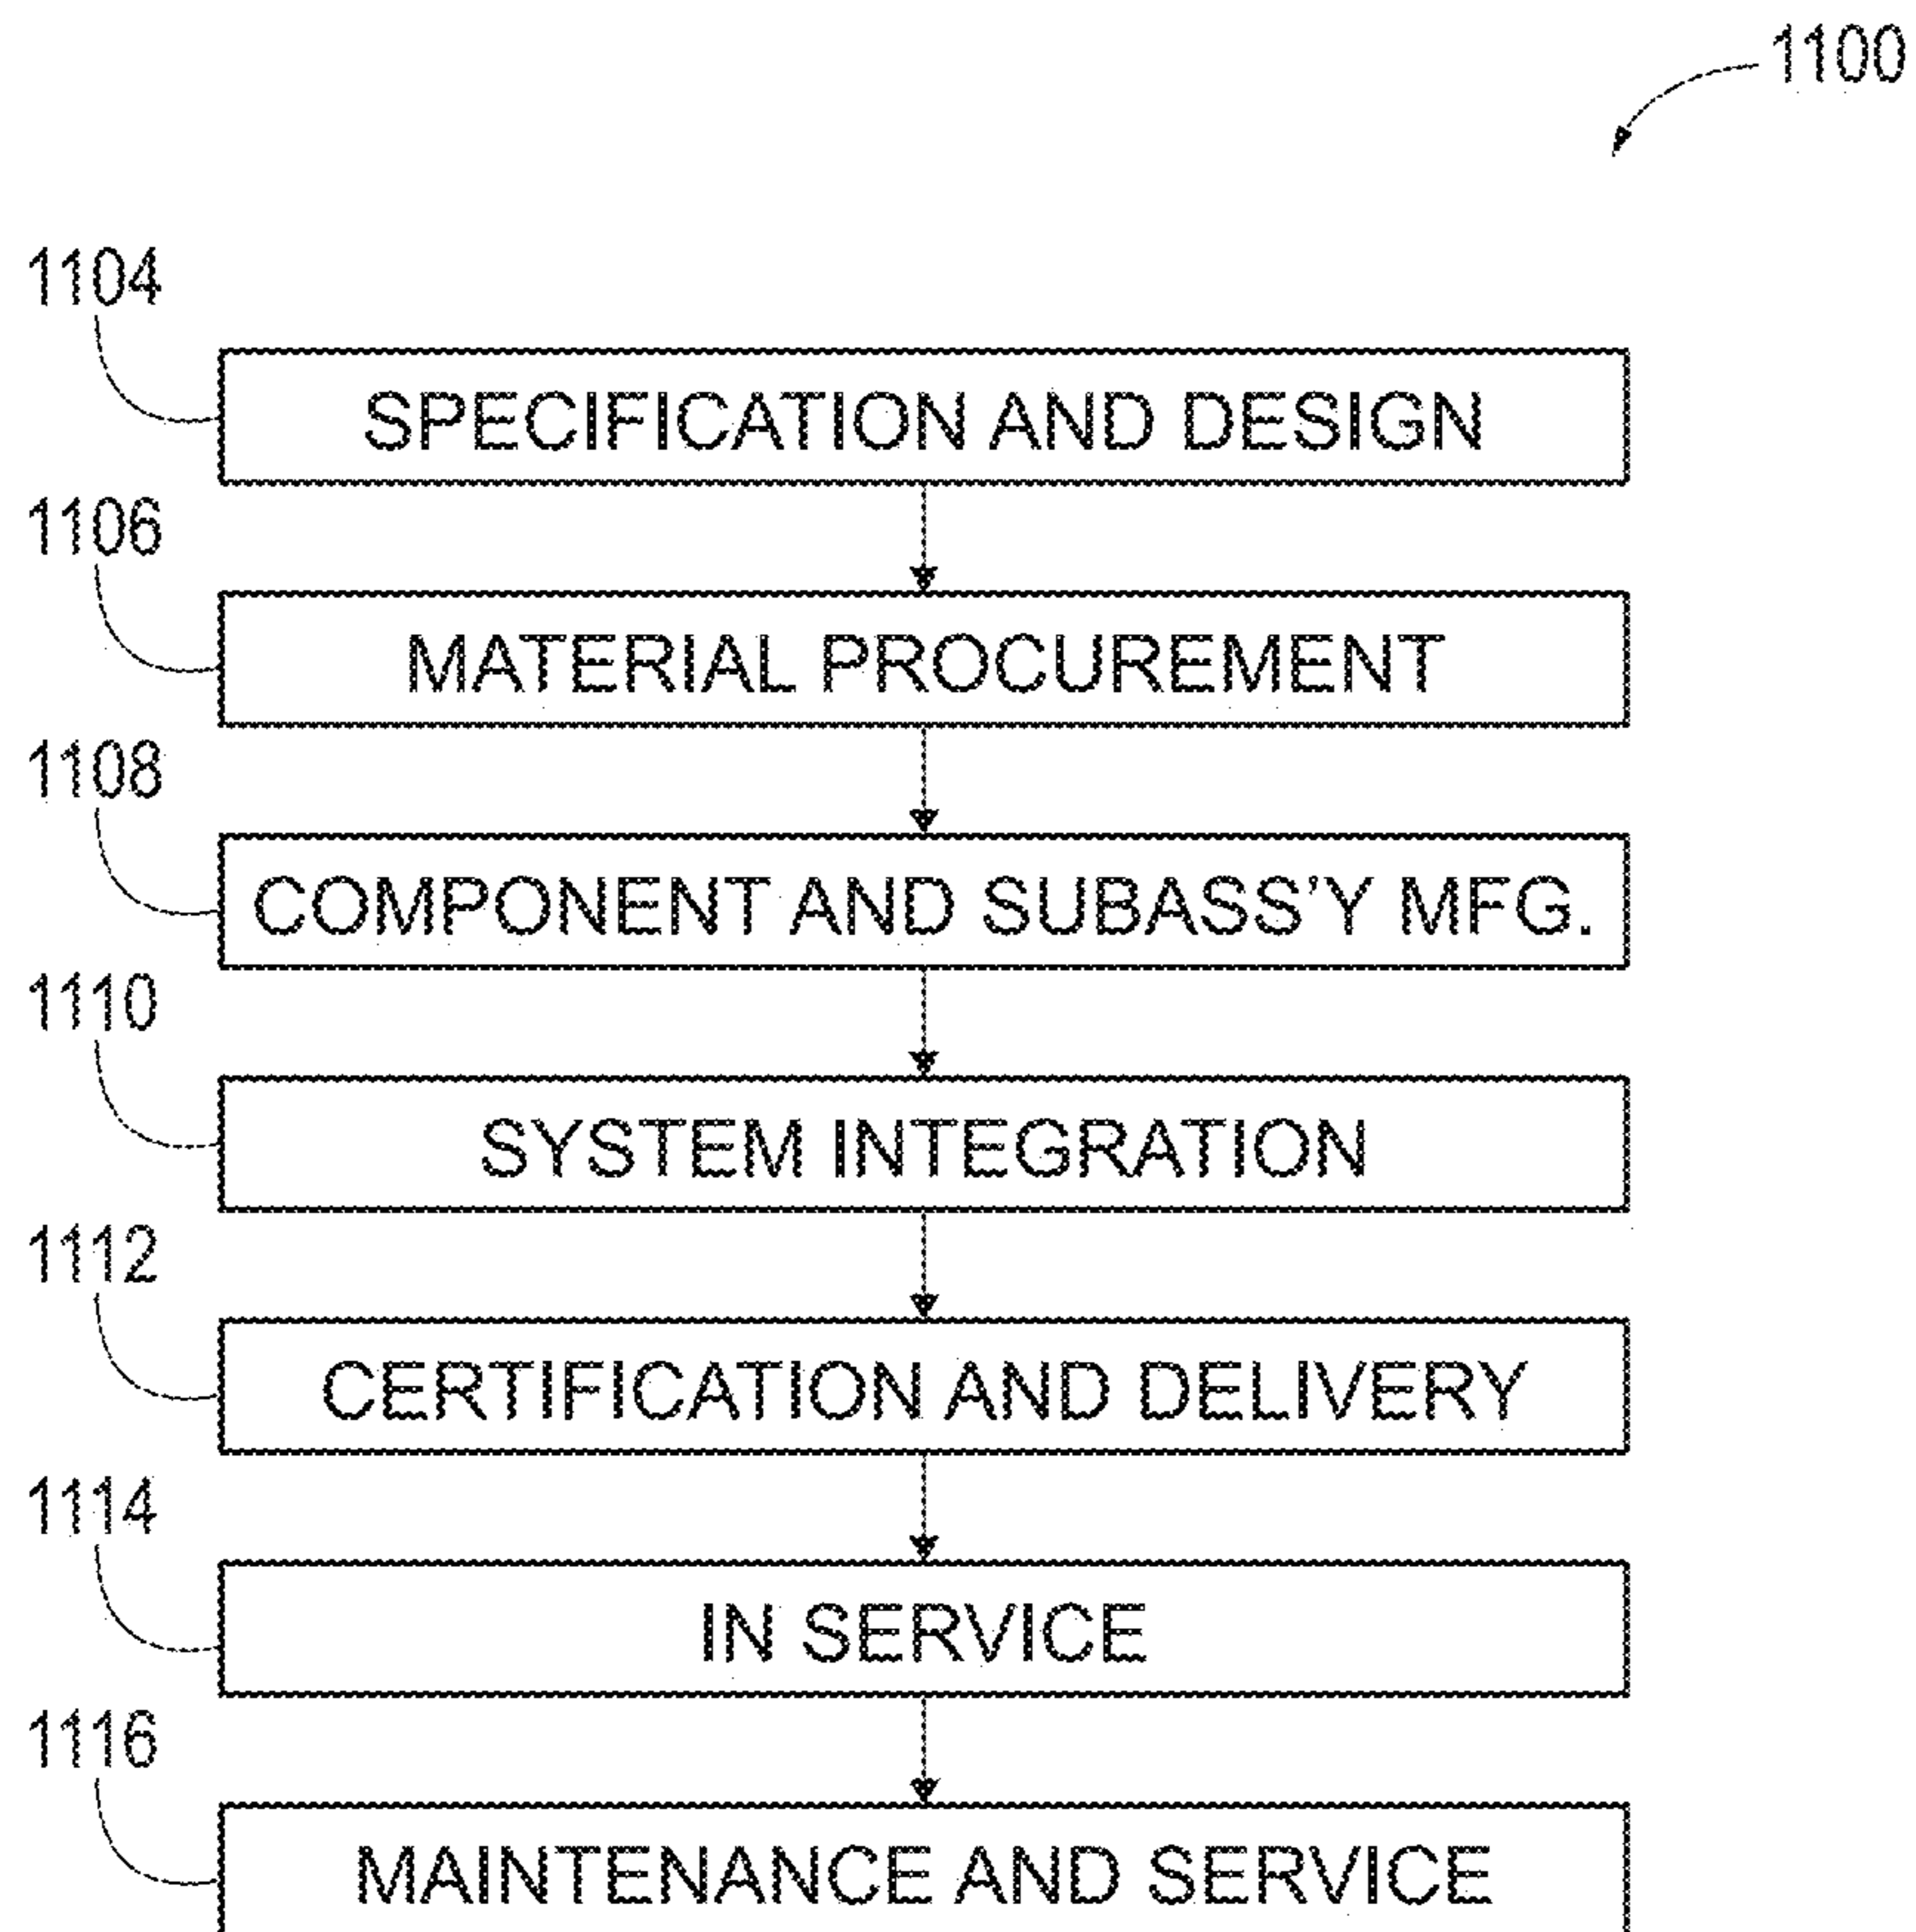 1100
1104
SPECIFICATION AND DESIGN
1106
MATERIAL PROCUREMENT
1108
COMPONENT AND SUBASS'Y MFG.
1110
SYSTEM INTEGRATION
1112
CERTIFICATION AND DELIVERY
1114
IN SERVICE
1116
MAINTENANCE AND SERVICE